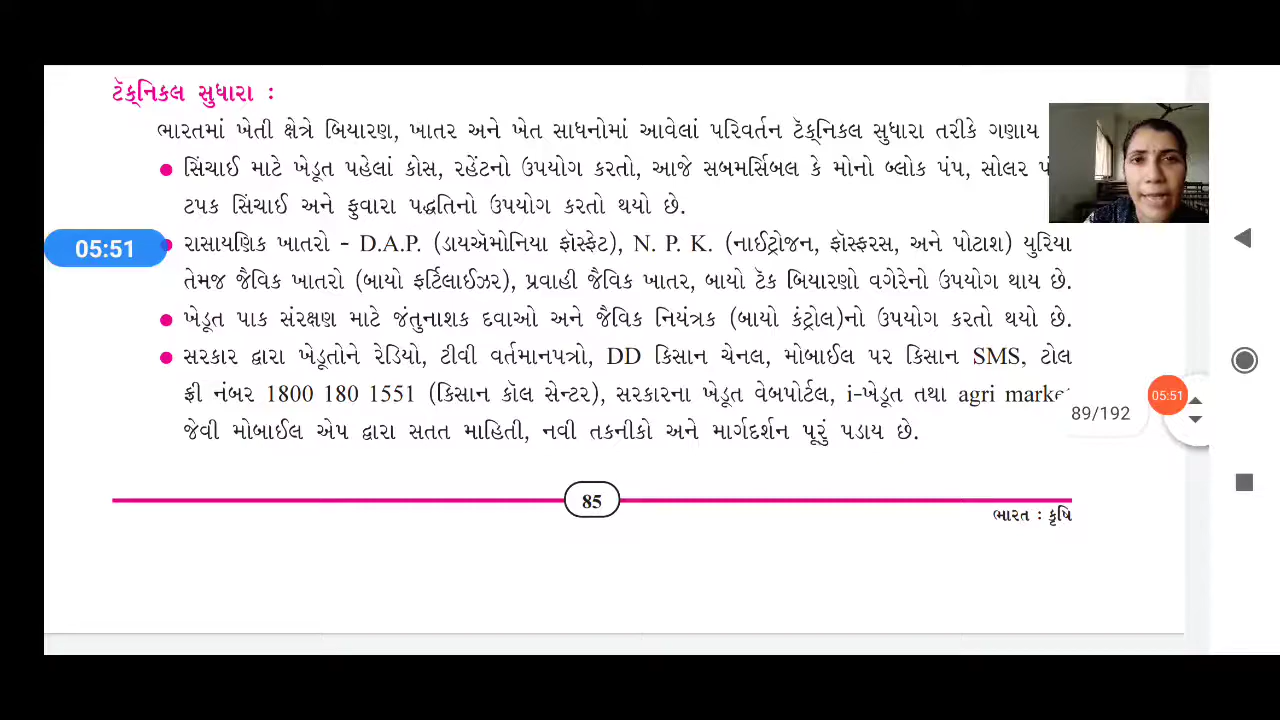 ટૅક્નિકલ સુધારા :
ભારતમાં ખેતી ક્ષેત્રે બિયારણ, ખાતર અને ખેત સાધનોમાં આવેલાં પરિવર્તન ટૅક્નિકલ સુધારા તરીકે ગણાય
● સિંચાઈ માટે ખેડૂત પહેલાં કોસ, રહેંટનો ઉપયોગ કરતો, આજે સબમર્સિબલ કે મોનો બ્લોક પંપ, સોલર
ટપક સિંચાઈ અને ફુવારા પદ્ધતિનો ઉપયોગ કરતો થયો છે.
05:51
● રાસાયણિક ખાતરો - D.A.P. (ડાયઍમોનિયા ફૉસ્ફેટ), N. P. K. (નાઈટ્રોજન, ફૉસ્ફરસ, અને પોટાશ) યુરિયા
તેમજ જૈવિક ખાતરો (બાયો ફર્ટિલાઈઝર), પ્રવાહી જૈવિક ખાતર, બાયો ટૅક બિયારણો વગેરેનો ઉપયોગ થાય છે.
● ખેડૂત પાક સંરક્ષણ માટે જંતુનાશક દવાઓ અને જૈવિક નિયંત્રક (બાયો કંટ્રોલ)નો ઉપયોગ કરતો થયો છે.
● સરકાર દ્વારા ખેડૂતોને રેડિયો, ટીવી વર્તમાનપત્રો, DD કિસાન ચેનલ, મોબાઈલ પર કિસાન SMS, ટોલ
ફ્રી નંબર 1800 180 1551 (કિસાન કૉલ સેન્ટર), સરકારના ખેડૂત વેબપોર્ટલ, i-ખેડૂત તથા agri market
05:51
89/192
જેવી મોબાઈલ એપ દ્વારા સતત માહિતી, નવી તકનીકો અને માર્ગદર્શન પૂરું પડાય છે.
85
ભારત : કૃષિ